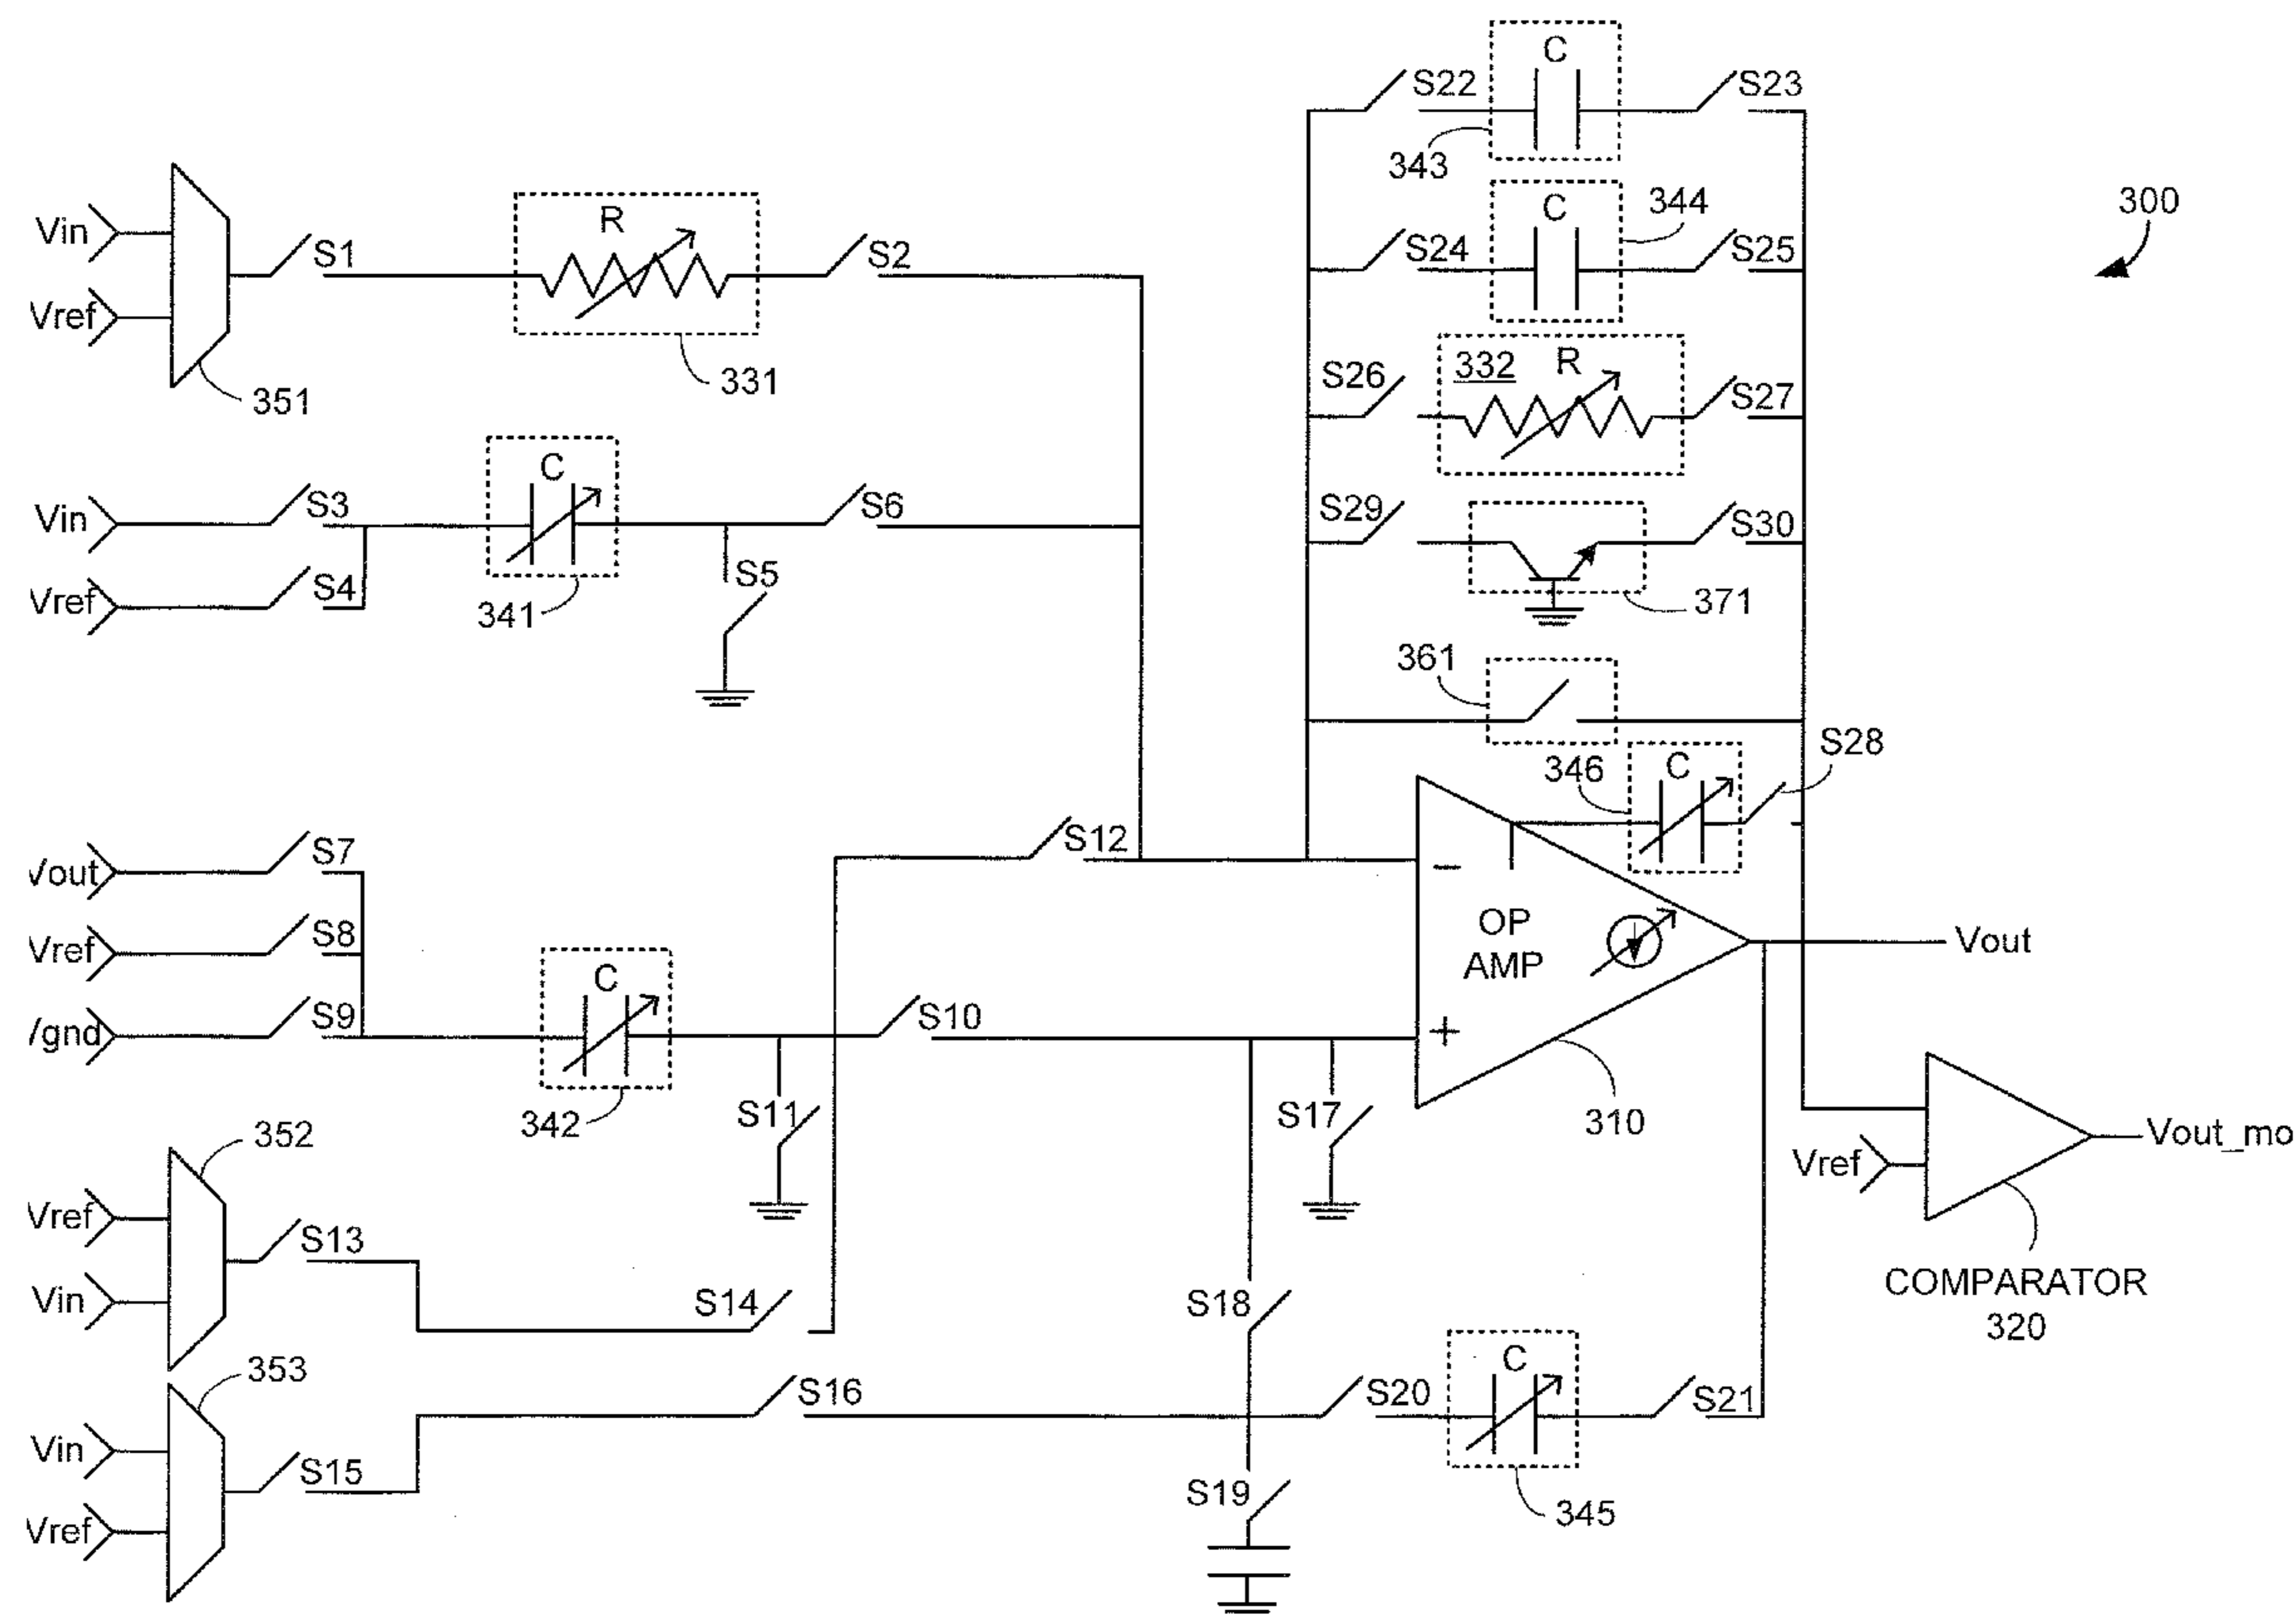 C
S22
S23
343
C
344
300
Vin
S1
R
S2
S24
S25
Vref
331
351
S26
332
R
S27
C
Vin
S3
S6
S29
S30
Vref
S4
341
S5
371
361
346
C
S28
S12
Vout
S7
−
Vref
S8
OP
AMP
Vout
C
Vgnd
S9
S10
+
342
S11
S17
310
352
Vref
Vout_mo
Vref
S13
Vin
S14
S18
COMPARATOR
320
353
C
S16
S20
S21
Vin
S15
S19
345
Vref